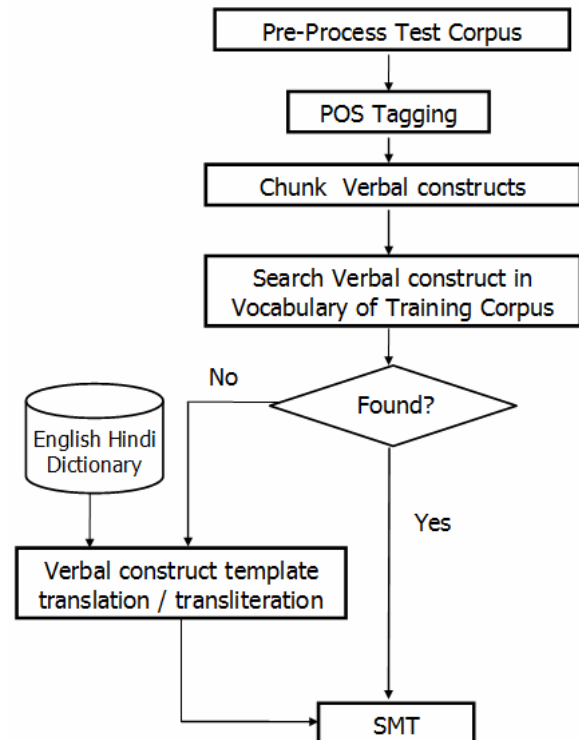 Pre-Process Test Corpus
POS Tagging
Chunk Verbal constructs
Search Verbal construct in
Vocabulary of Training Corpus
No
Found?
English Hindi
Dictionary
Yes
Verbal construct template
translation / transliteration
SMT